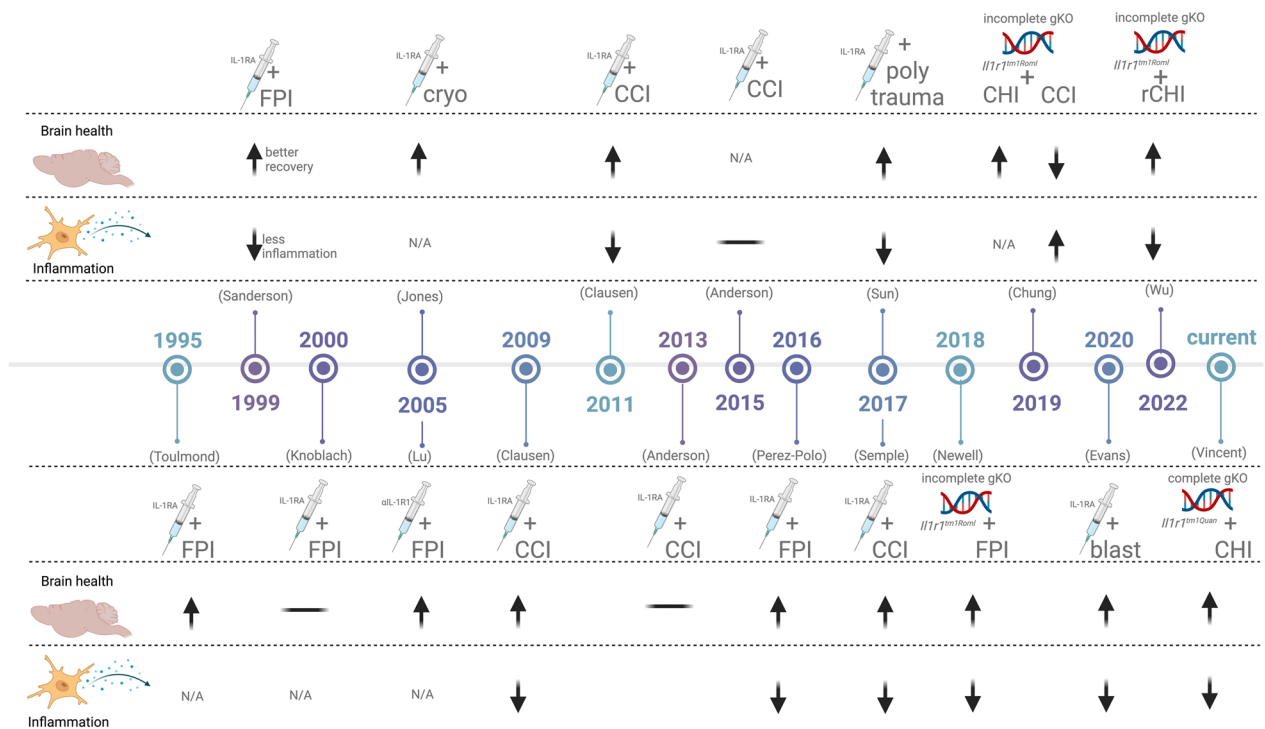 incomplete gKO
incomplete gKO
IL-1RA
IL-1RA
IL-1RA
IL-1RA
IL-1RA
Il1r1tm1Roml
Il1r1tm1Roml
+
FPI
+
cryo
+
CCI
+
CCI
+
poly
trauma
+
CHI
CCI
+
rCHI
Brain health
better
recovery
N/A
less
inflammation
N/A
N/A
Inflammation
(Sanderson)
(Jones)
(Clausen)
(Anderson)
(Sun)
(Chung)
(Wu)
1995
2000
2009
2013
2016
2018
2020
current
1999
2005
2011
2015
2017
2019
2022
(Toulmond)
(Knoblach)
(Lu)
(Clausen)
(Anderson)
(Perez-Polo)
(Semple)
(Newell)
(Evans)
(Vincent)
incomplete gKO
complete gKO
IL-1RA
IL-1RA
αIL-1R1
IL-1RA
IL-1RA
IL-1RA
IL-1RA
Il1r1tm1Roml
IL-1RA
Il1r1tm1Quan
+
FPI
+
FPI
+
FPI
+
CCI
+
CCI
+
FPI
+
CCI
+
FPI
+
blast
+
CHI
Brain health
N/A
N/A
N/A
Inflammation